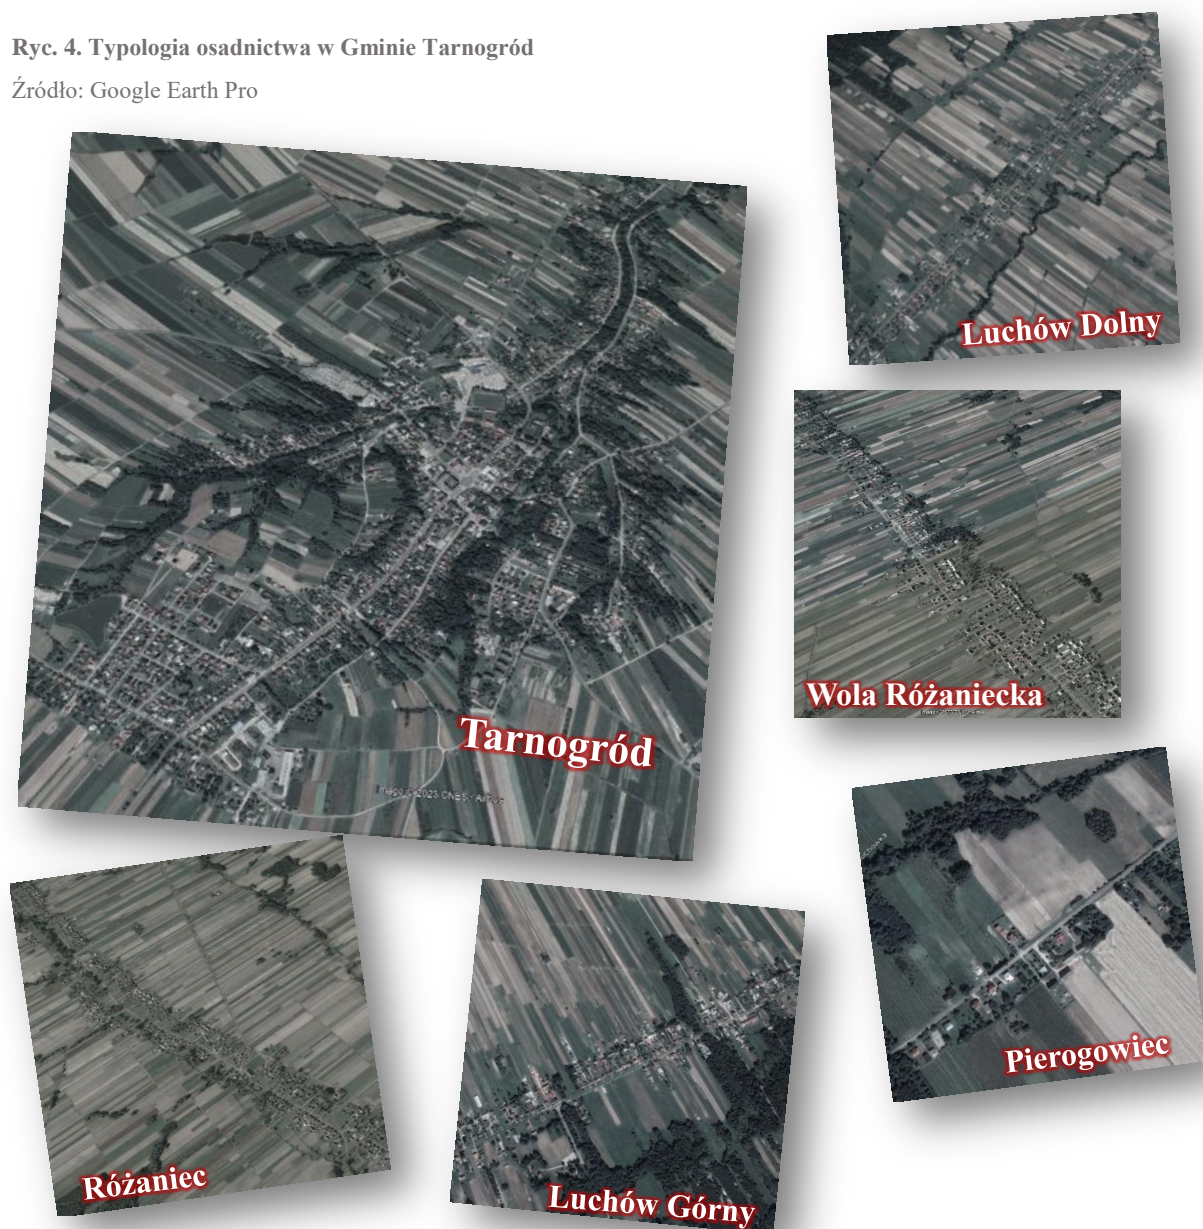 Ryc. 4. Typologia osadnictwa w Gminie Tarnogród
Źródło: Google Earth Pro
Luchów Dolny
Wola Różaniecka
Tarnogród
Pierogowiec
Różaniec
Luchów Górny